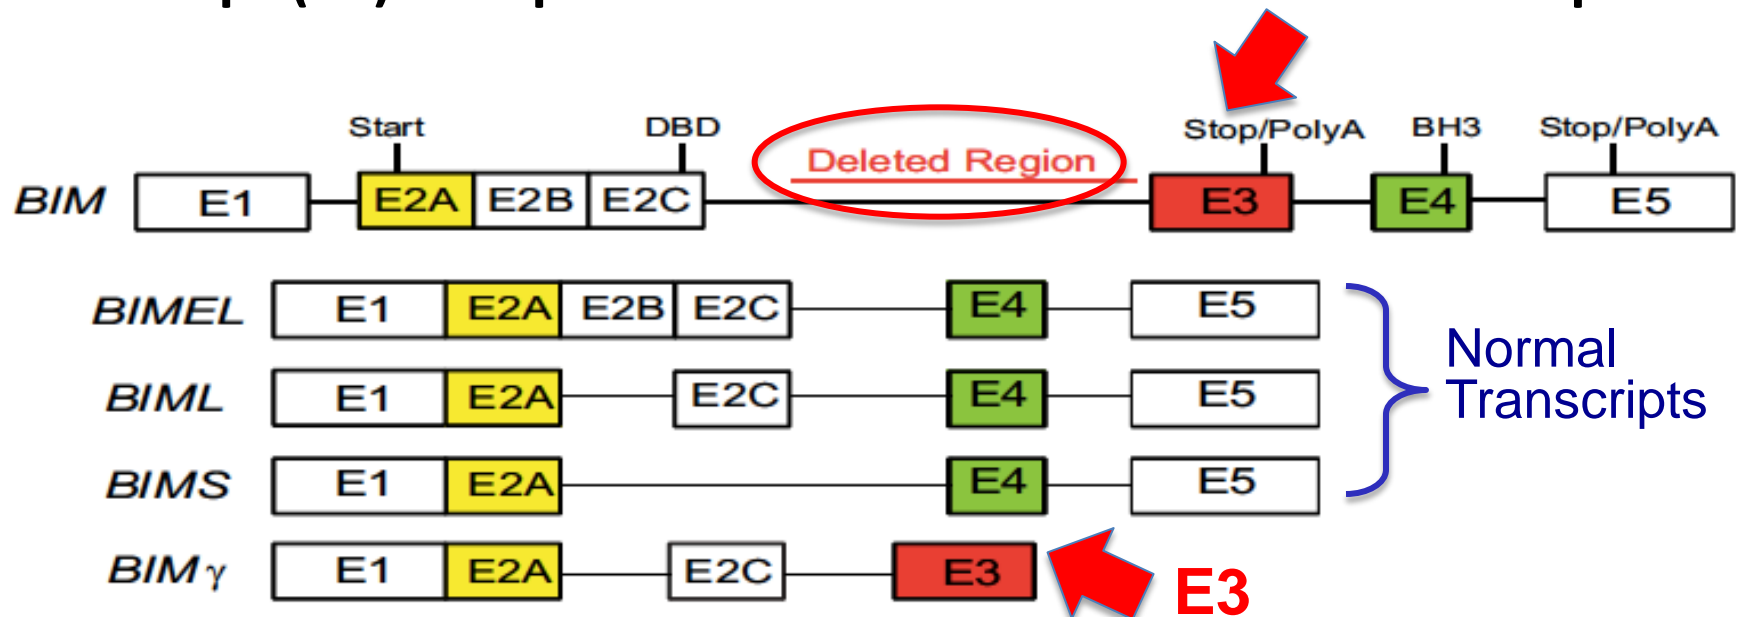 Start DBD Deleted Region Stop/PolyA BH3 Stop/PolyA
BIM E1 E2A E2B E2C E3 E4 E5
BIMEL E1 E2A E2B E2C E4 E5
BIML E1 E2A E2C E4 E5
BIMS E1 E2A E4 E5
Normal
Transcripts
BIM γ E1 E2A E2C E3
E3